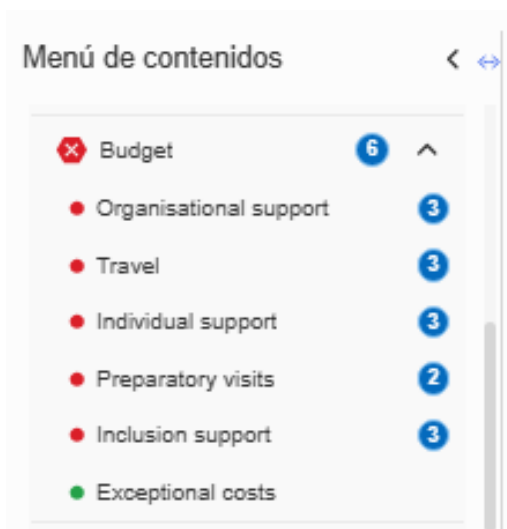 Menú de contenidos
Budget 6
Organisational support 3
Travel 3
Individual support 3
Preparatory visits 2
Inclusion support 3
Exceptional costs